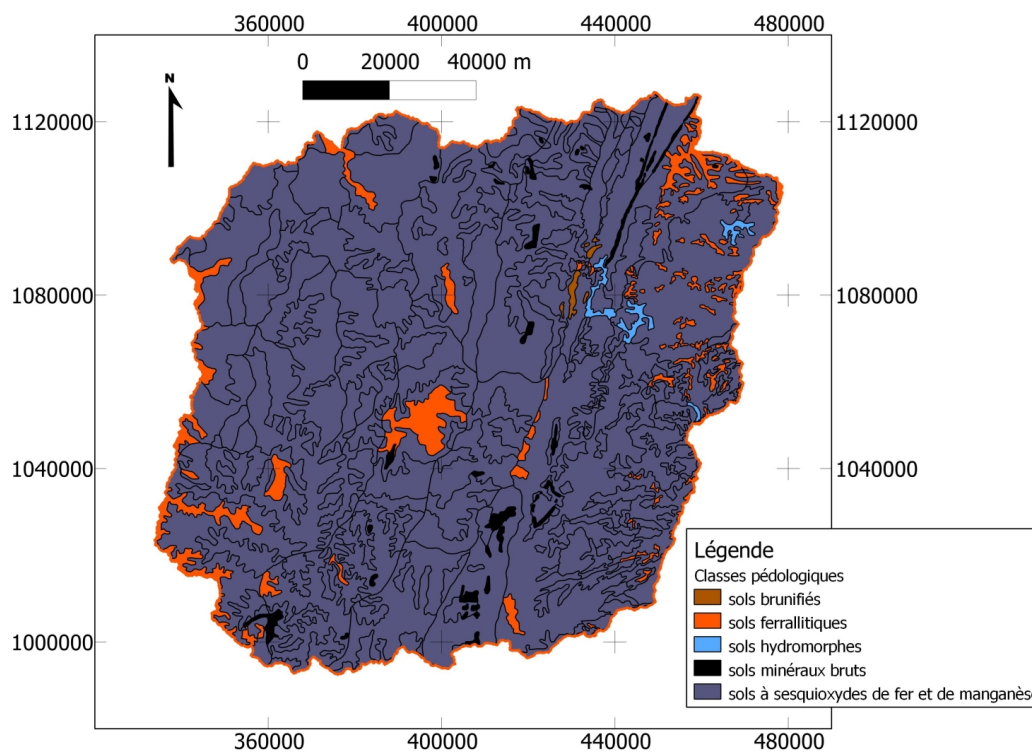 360000 400000 440000 480000
0 20000 40000 m
N
1120000 1120000
1080000 1080000
1040000 1040000
Légende
Classes pédologiques
sols brunifiés
sols ferrallitiques
sols hydromorphes
sols minéraux bruts
sols à sesquioxydes de fer et de manganèse
1000000
360000 400000 440000 480000